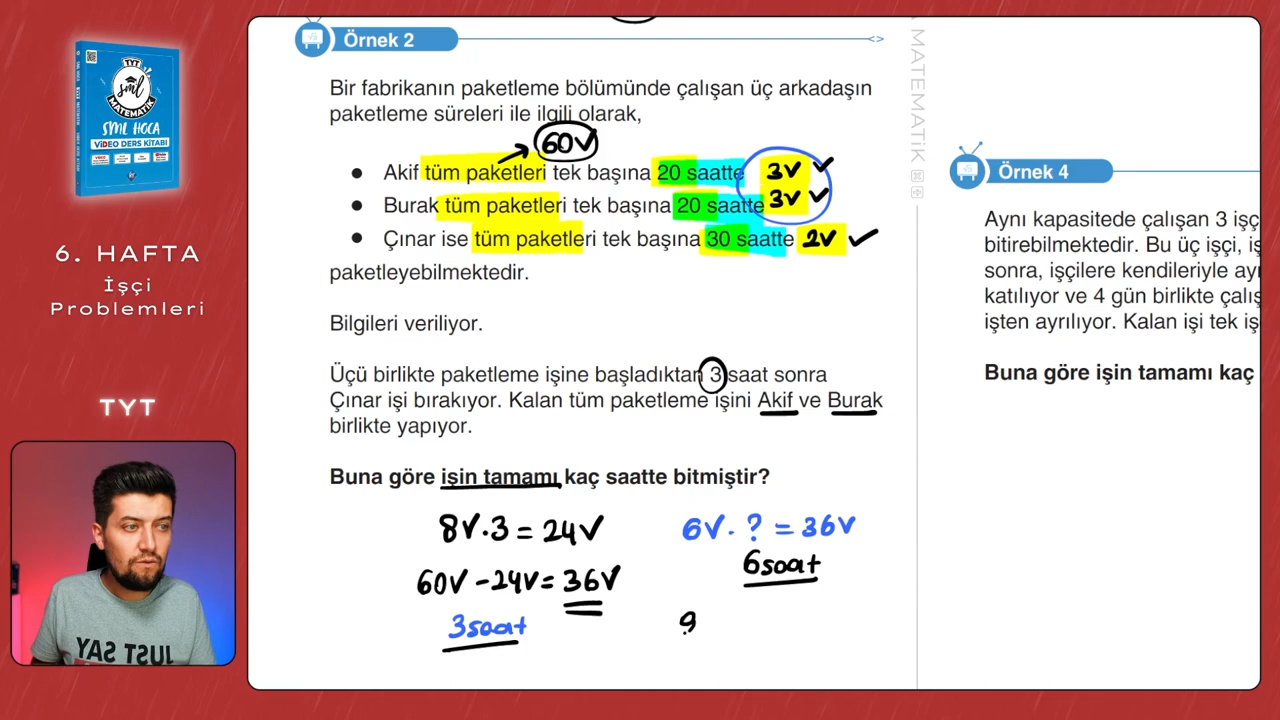 TYT
sml
MATEMATİK
SML HOCA
VİDEO DERS KİTABI
6. HAFTA
İşçi
Problemleri
TYT
JUST
SAY
Örnek 2
Bir fabrikanın paketleme bölümünde çalışan üç arkadaşın
paketleme süreleri ile ilgili olarak,
60V
• Akif tüm paketleri tek başına 20 saatte 3V ✓
• Burak tüm paketleri tek başına 20 saatte 3V ✓
• Çınar ise tüm paketleri tek başına 30 saatte 2V ✓
paketleyebilmektedir.
Bilgileri veriliyor.
Üçü birlikte paketleme işine başladıktan 3 saat sonra
Çınar işi bırakıyor. Kalan tüm paketleme işini Akif ve Burak
birlikte yapıyor.
Buna göre işin tamamı kaç saatte bitmiştir?
8V.3 = 24V
60V - 24V = 36V
3saat
6V . ? = 36V
6saat
9
MATEMATİK
Örnek 4
Aynı kapasitede çalışan 3 işç
bitirebilmektedir. Bu üç işçi, iş
sonra, işçilere kendileriyle ay
katılıyor ve 4 gün birlikte çalış
işten ayrılıyor. Kalan işi tek iş
Buna göre işin tamamı kaç